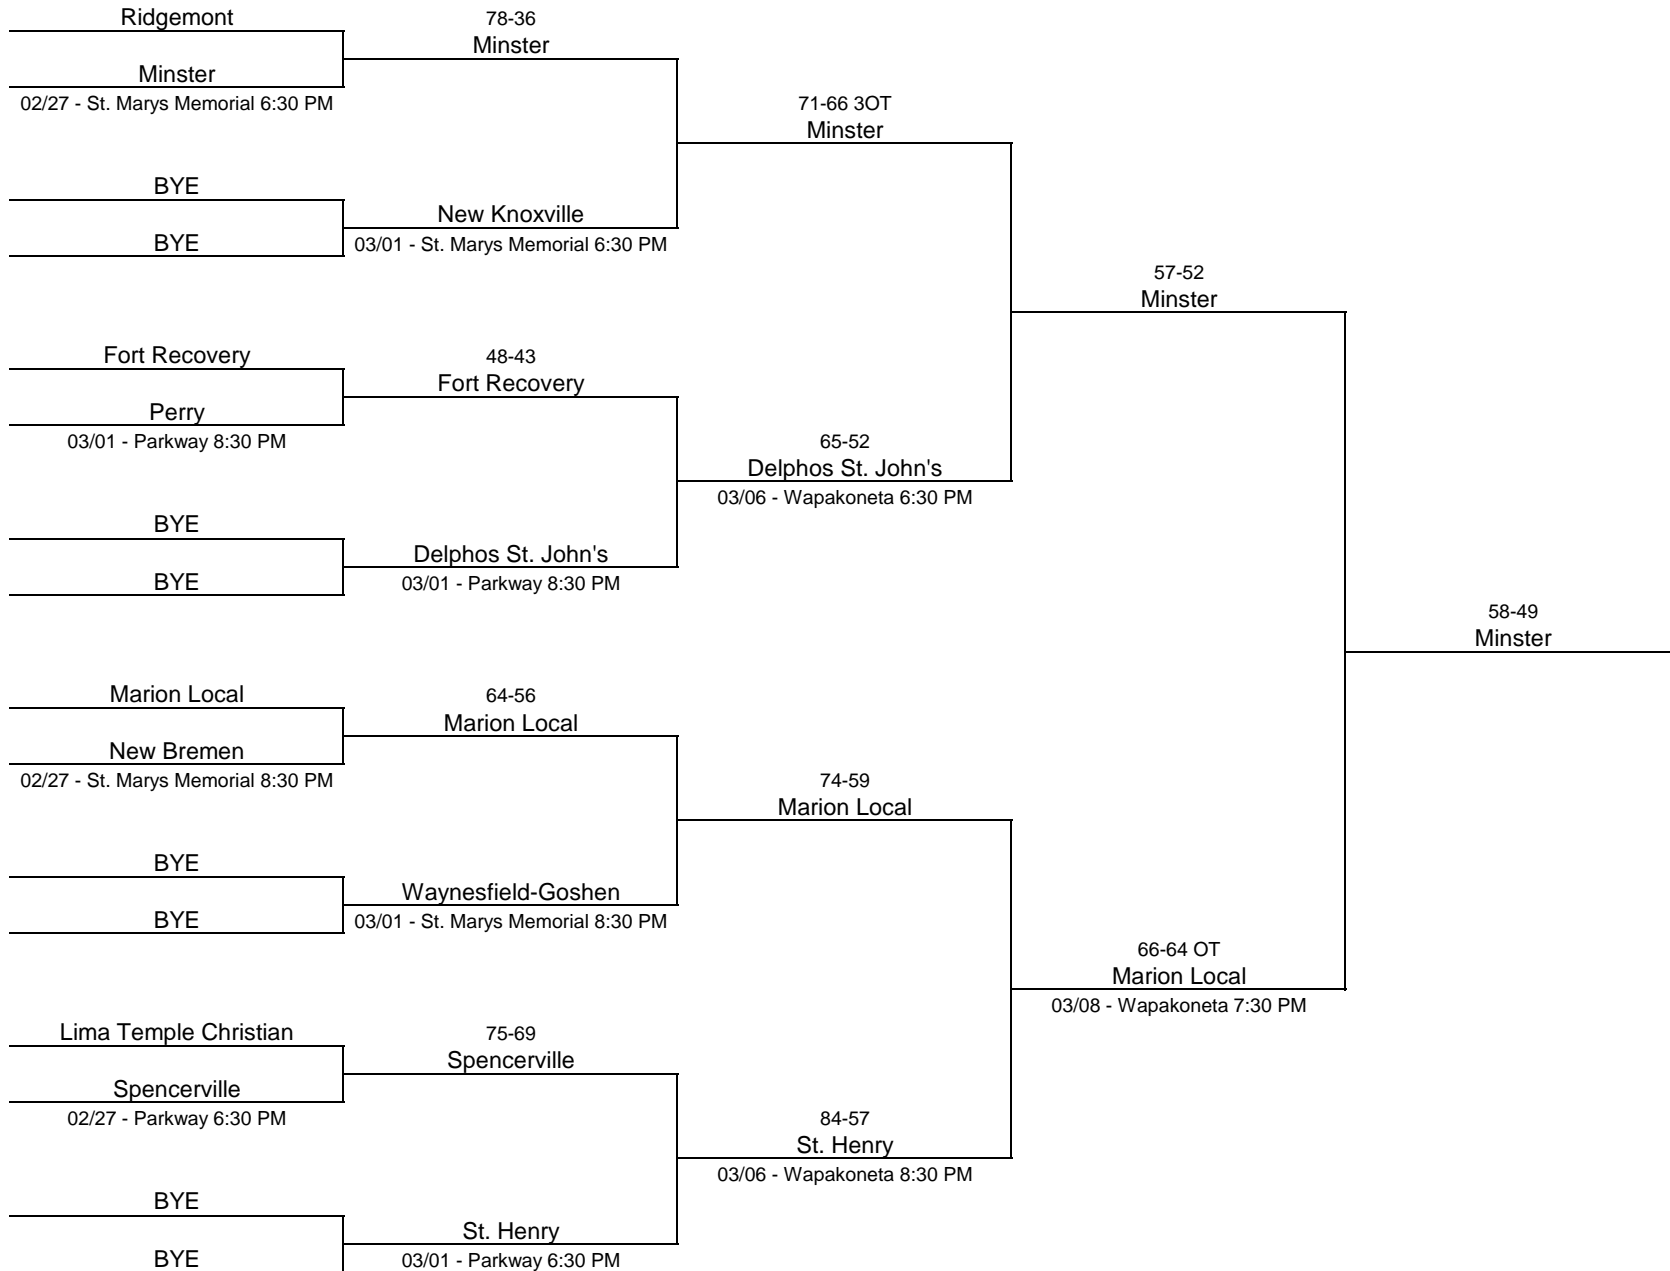 Ridgemont
Minster
02/27 - St. Marys Memorial 6:30 PM
BYE
BYE
Fort Recovery
Perry
03/01 - Parkway 8:30 PM
BYE
BYE
Marion Local
New Bremen
02/27 - St. Marys Memorial 8:30 PM
BYE
BYE
Lima Temple Christian
Spencerville
02/27 - Parkway 6:30 PM
BYE
BYE
78-36
Minster
New Knoxville
03/01 - St. Marys Memorial 6:30 PM
48-43
Fort Recovery
Delphos St. John's
03/01 - Parkway 8:30 PM
64-56
Marion Local
Waynesfield-Goshen
03/01 - St. Marys Memorial 8:30 PM
75-69
Spencerville
St. Henry
03/01 - Parkway 6:30 PM
71-66 3OT
Minster
65-52
Delphos St. John's
03/06 - Wapakoneta 6:30 PM
74-59
Marion Local
84-57
St. Henry
03/06 - Wapakoneta 8:30 PM
57-52
Minster
66-64 OT
Marion Local
03/08 - Wapakoneta 7:30 PM
58-49
Minster